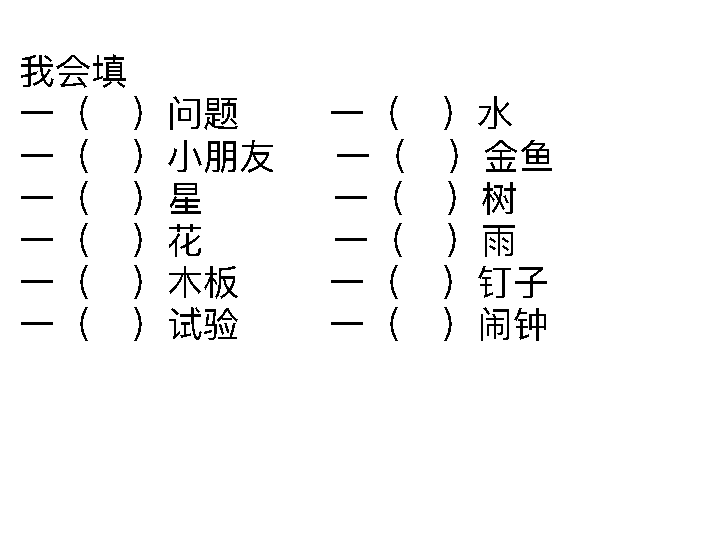 我会填
一（　）问题　　　一（　）水
一（　）小朋友　　一（　）金鱼
一（　）星　　　　一（　）树
一（　）花　　　　一（　）雨
一（　）木板　　　一（　）钉子
一（　）试验　　　一（　）闹钟